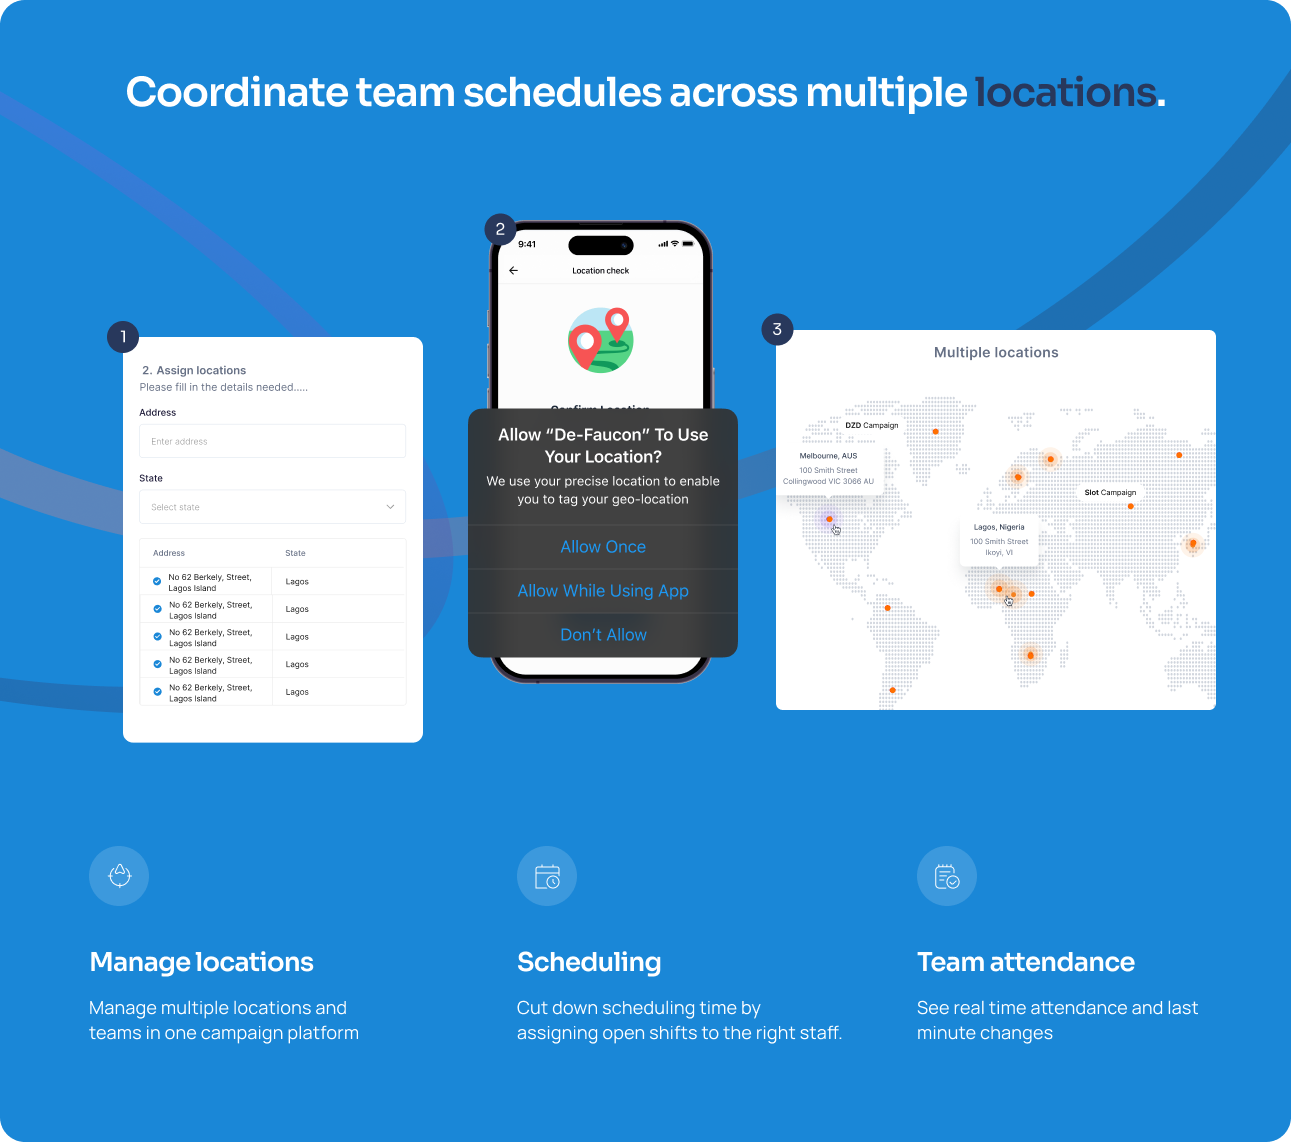 Coordinate team schedules across multiple locations.
1
2. Assign locations
Please fill in the details needed.....
Address
Enter address
State
Select state
Address State
No 62 Berkely, Street,
Lagos Island
Lagos
No 62 Berkely, Street,
Lagos Island
Lagos
No 62 Berkely, Street,
Lagos Island
Lagos
No 62 Berkely, Street,
Lagos Island
Lagos
No 62 Berkely, Street,
Lagos Island
Lagos
2
9:41
Location check
Confirm Location
Allow “De-Faucon” To Use
Your Location?
We use your precise location to enable
you to tag your geo-location
Allow Once
Allow While Using App
Don’t Allow
3
Multiple locations
DZD Campaign
Melbourne, AUS
100 Smith Street
Collingwood VIC 3066 AU
Slot Campaign
Lagos, Nigeria
100 Smith Street
Ikoyi, VI
Manage locations
Manage multiple locations and
teams in one campaign platform
Scheduling
Cut down scheduling time by
assigning open shifts to the right staff.
Team attendance
See real time attendance and last
minute changes